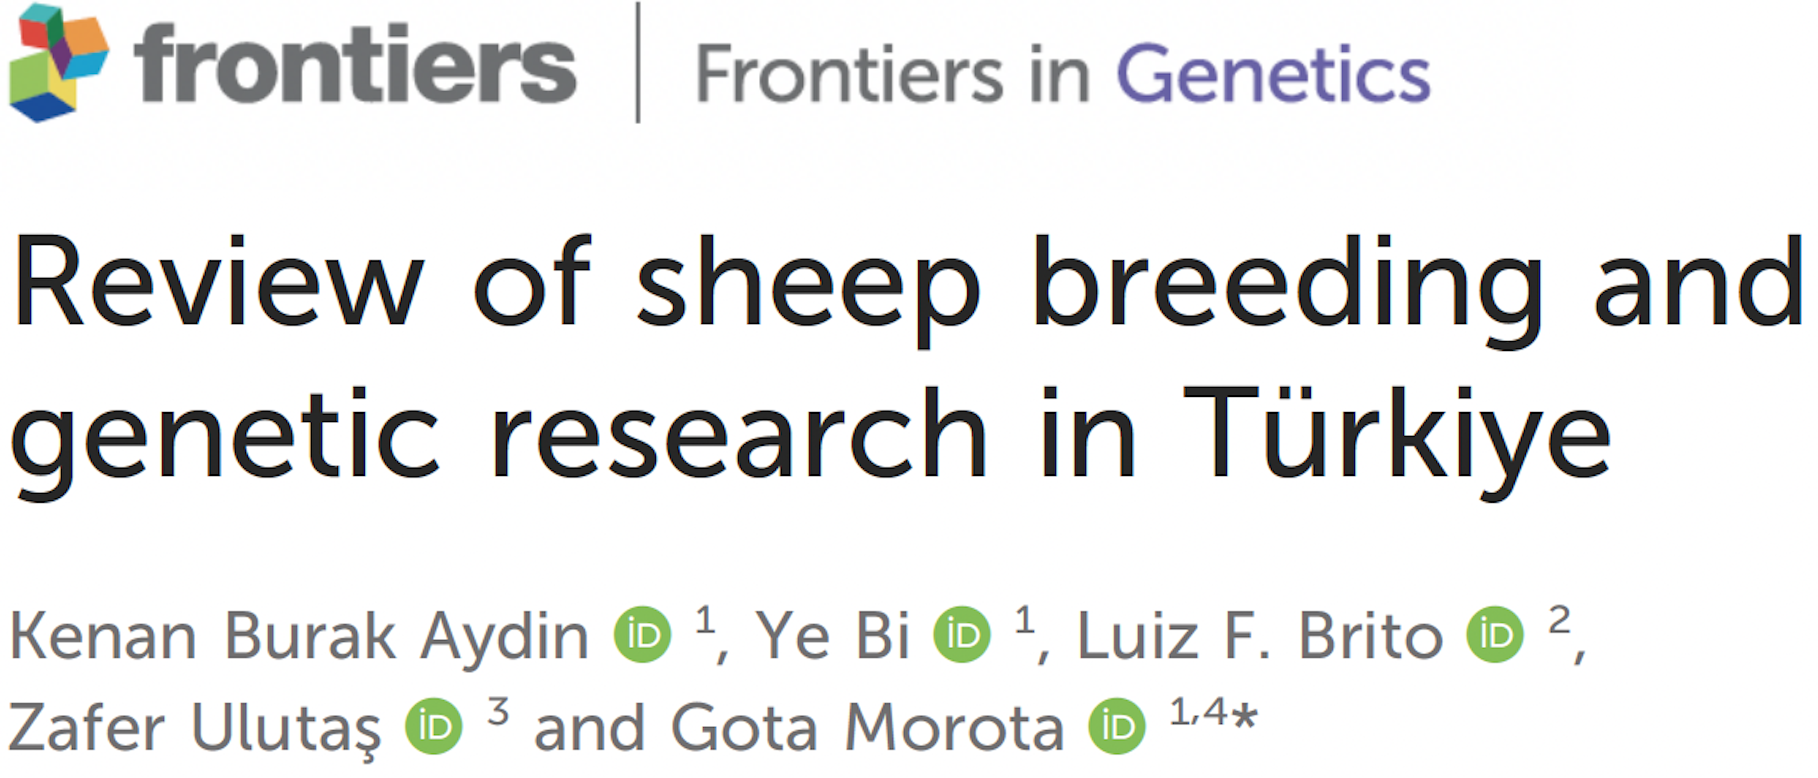 frontiers | Frontiers in Genetics
Review of sheep breeding and
genetic research in Türkiye
Kenan Burak Aydin iD 1, Ye Bi iD 1, Luiz F. Brito iD 2,
Zafer Ulutaş iD 3 and Gota Morota iD 1,4*